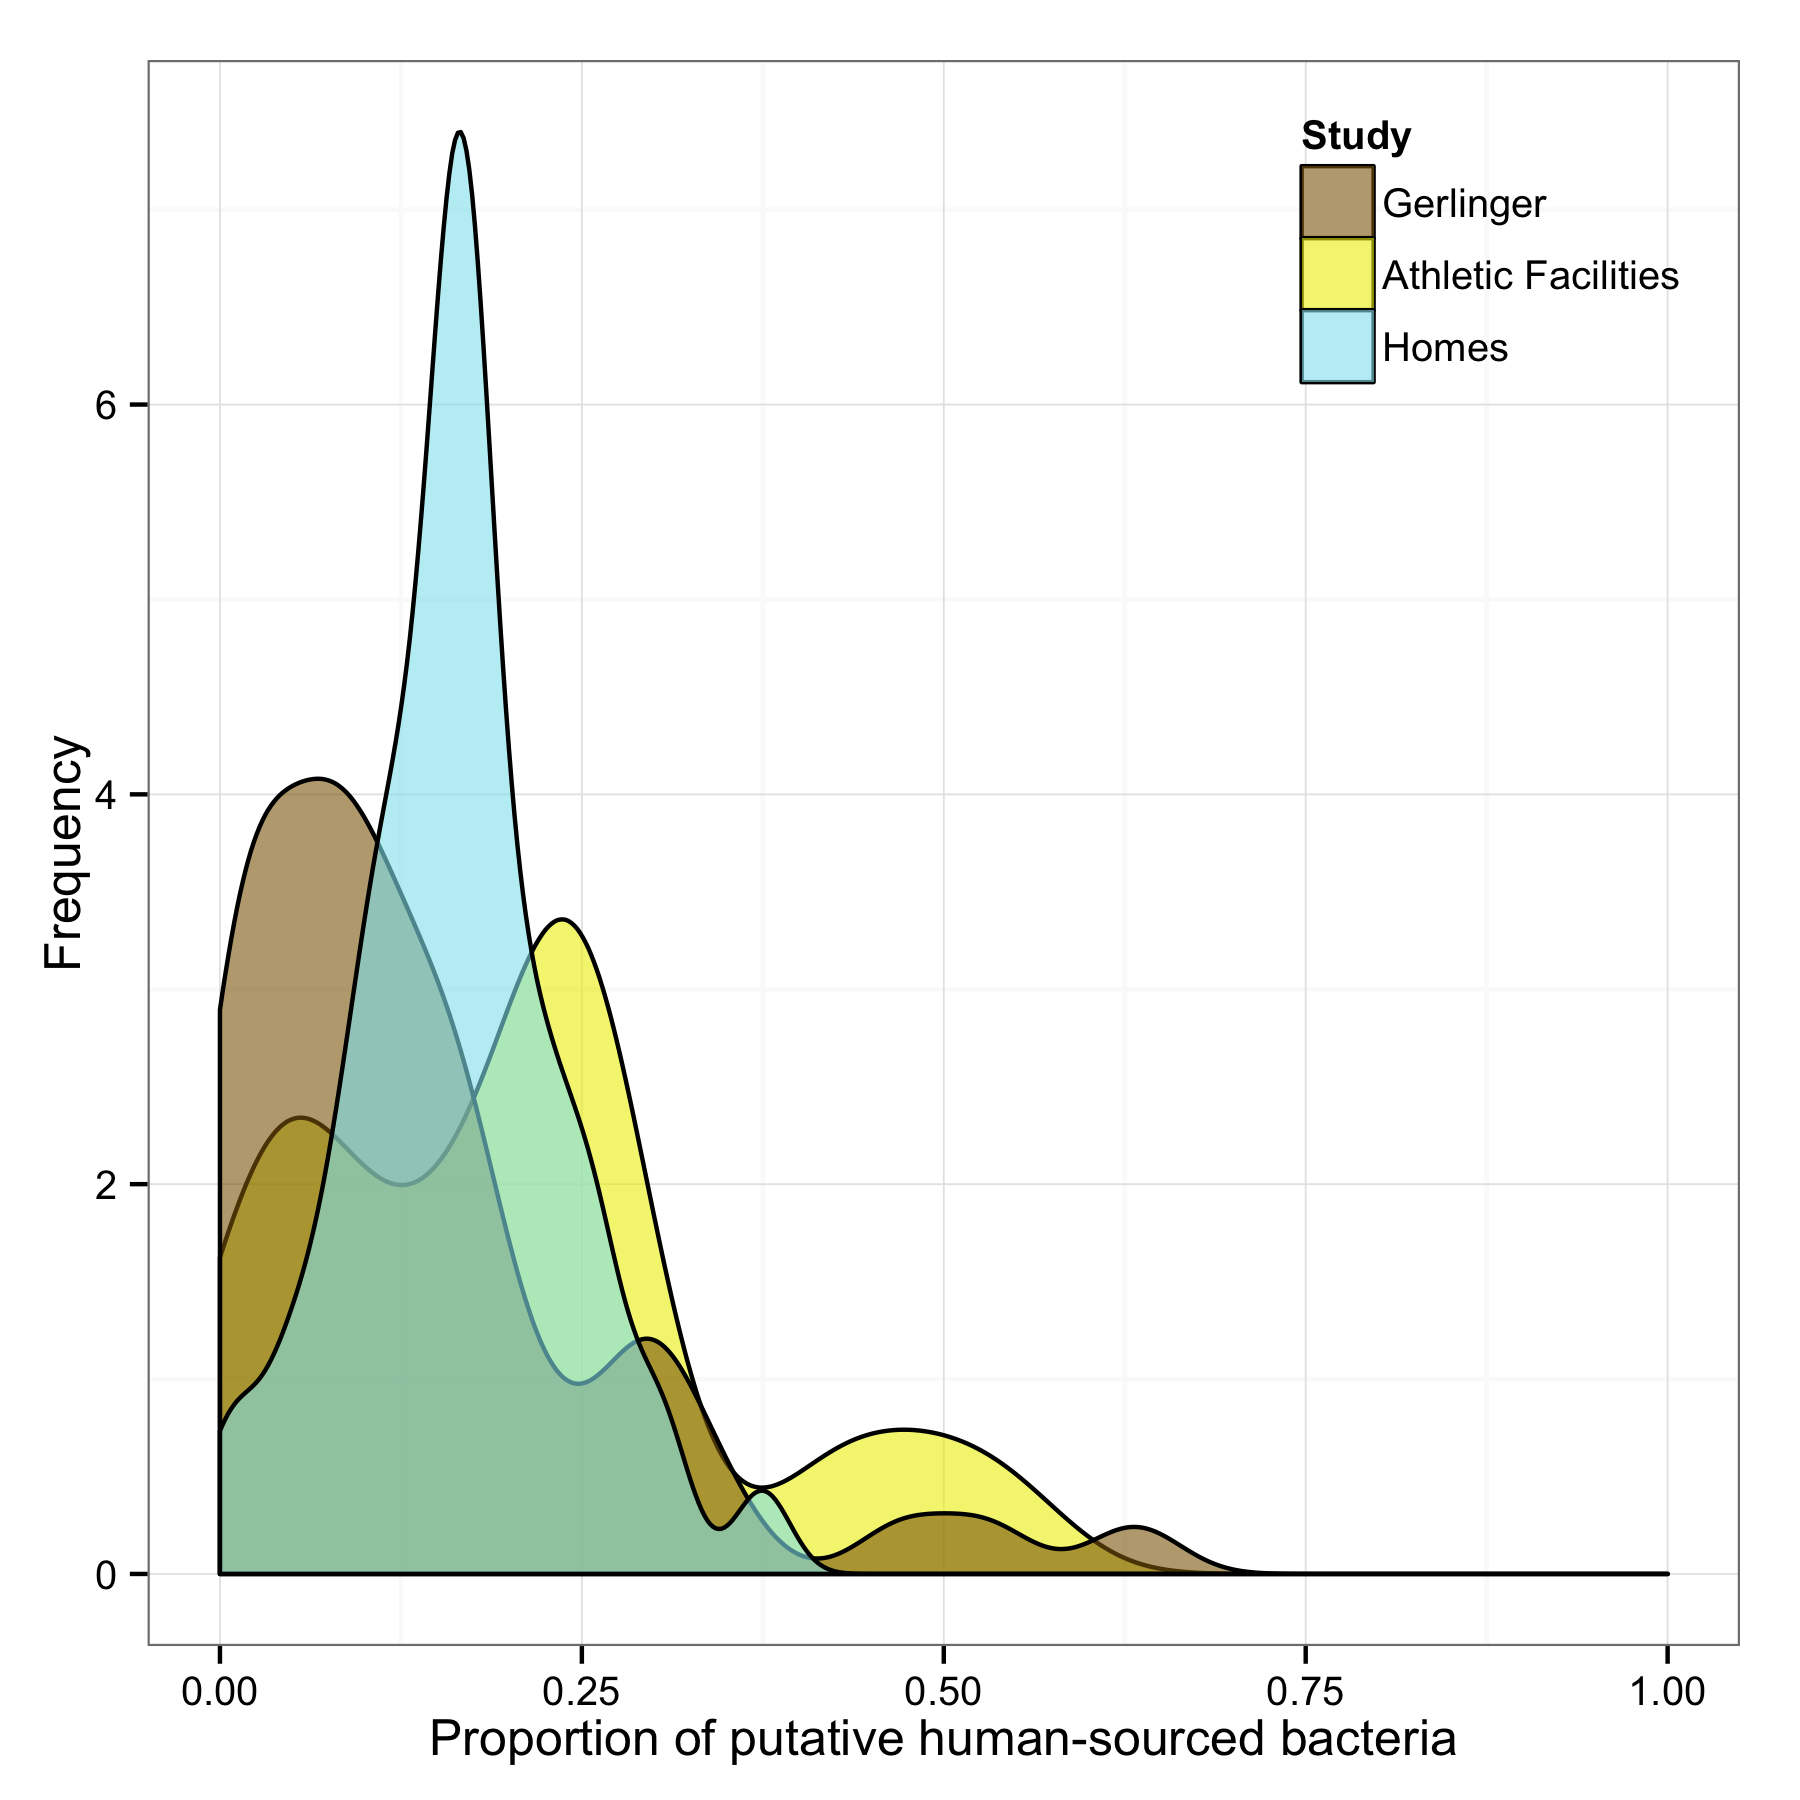 Study
Gerlinger
Athletic Facilities
Homes
Frequency
6
4
2
0
0.00 0.25 0.50 0.75 1.00
Proportion of putative human-sourced bacteria